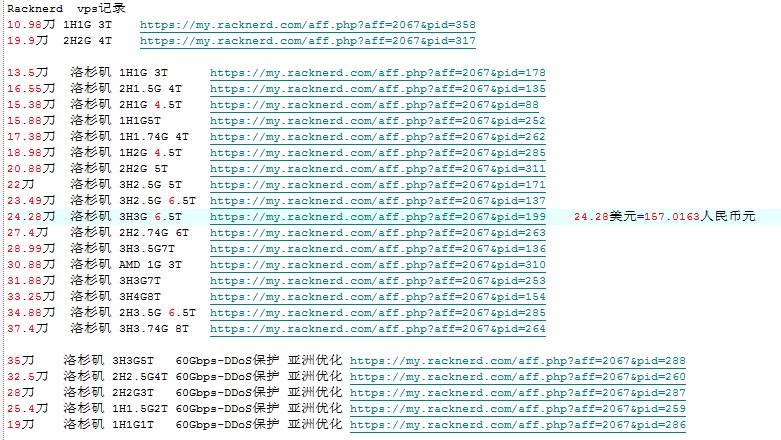 Racknerd  vps记录
10.98刀 1H1G 3T    https://my.racknerd.com/aff.php?aff=2067&pid=358
19.9刀  2H2G 4T    https://my.racknerd.com/aff.php?aff=2067&pid=317
13.5刀   洛杉矶 1H1G 3T      https://my.racknerd.com/aff.php?aff=2067&pid=178
16.55刀  洛杉矶 2H1.5G 4T    https://my.racknerd.com/aff.php?aff=2067&pid=135
15.38刀  洛杉矶 2H1G 4.5T    https://my.racknerd.com/aff.php?aff=2067&pid=88
15.88刀  洛杉矶 1H1G5T       https://my.racknerd.com/aff.php?aff=2067&pid=252
17.38刀  洛杉矶 1H1.74G 4T   https://my.racknerd.com/aff.php?aff=2067&pid=262
18.98刀  洛杉矶 1H2G 4.5T    https://my.racknerd.com/aff.php?aff=2067&pid=285
20.88刀  洛杉矶 2H2G 5T      https://my.racknerd.com/aff.php?aff=2067&pid=311
22刀     洛杉矶 3H2.5G 5T    https://my.racknerd.com/aff.php?aff=2067&pid=171
23.49刀  洛杉矶 3H2.5G 6.5T  https://my.racknerd.com/aff.php?aff=2067&pid=137
24.28刀  洛杉矶 3H3G 6.5T    https://my.racknerd.com/aff.php?aff=2067&pid=199    24.28美元=157.0163人民币元
27.4刀   洛杉矶 2H2.74G 6T   https://my.racknerd.com/aff.php?aff=2067&pid=263
28.99刀  洛杉矶 3H3.5G7T     https://my.racknerd.com/aff.php?aff=2067&pid=136
30.88刀  洛杉矶 AMD 1G 3T    https://my.racknerd.com/aff.php?aff=2067&pid=310
31.88刀  洛杉矶 3H3G7T       https://my.racknerd.com/aff.php?aff=2067&pid=253
33.25刀  洛杉矶 3H4G8T       https://my.racknerd.com/aff.php?aff=2067&pid=154
34.88刀  洛杉矶 2H3.5G 6.5T  https://my.racknerd.com/aff.php?aff=2067&pid=285
37.4刀   洛杉矶 3H3.74G 8T   https://my.racknerd.com/aff.php?aff=2067&pid=264
35刀    洛杉矶 3H3G5T   60Gbps-DDoS保护 亚洲优化 https://my.racknerd.com/aff.php?aff=2067&pid=288
32.5刀  洛杉矶 2H2.5G4T 60Gbps-DDoS保护 亚洲优化 https://my.racknerd.com/aff.php?aff=2067&pid=260
28刀    洛杉矶 2H2G3T   60Gbps-DDoS保护 亚洲优化 https://my.racknerd.com/aff.php?aff=2067&pid=287
25.4刀  洛杉矶 1H1.5G2T 60Gbps-DDoS保护 亚洲优化 https://my.racknerd.com/aff.php?aff=2067&pid=259
19刀    洛杉矶 1H1G1T   60Gbps-DDoS保护 亚洲优化 https://my.racknerd.com/aff.php?aff=2067&pid=286